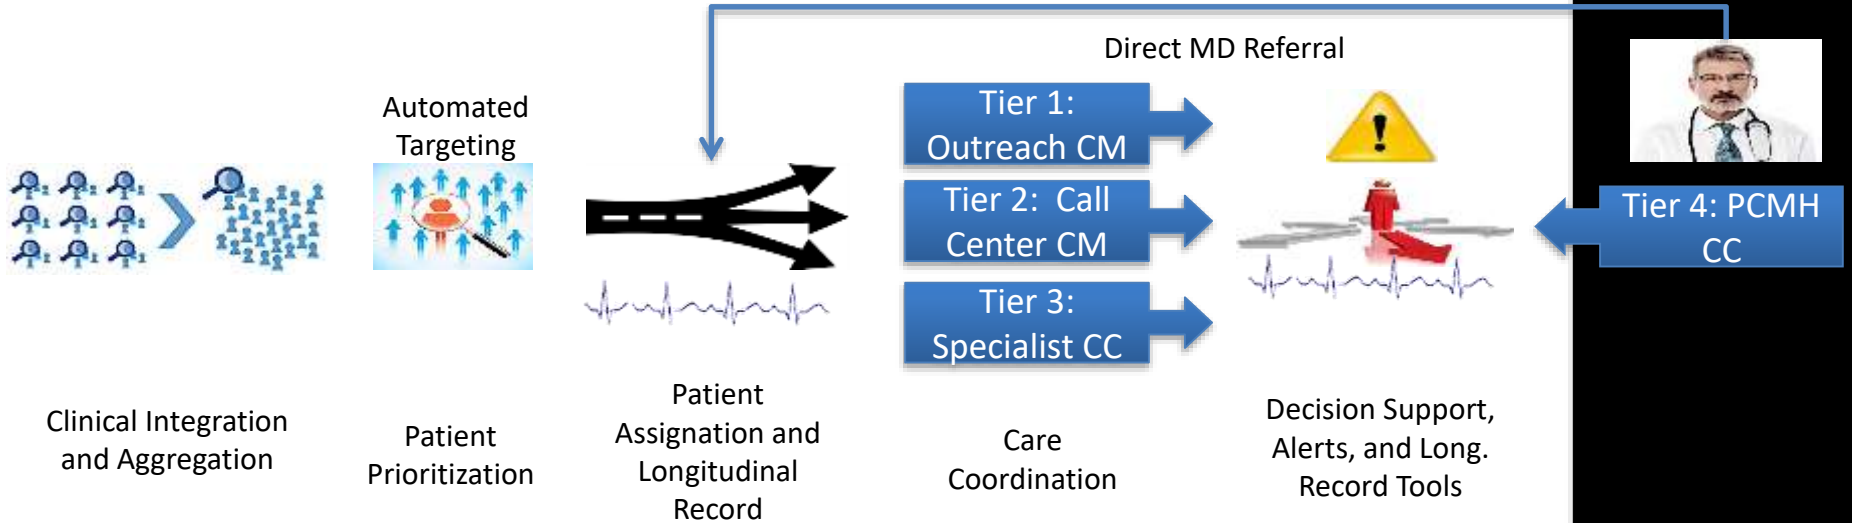 Direct MD Referral
Automated
Targeting
Tier 1:
Outreach CM
Tier 2: Call
Center CM
Tier 3:
Specialist CC
Tier 4: PCMH
CC
Clinical Integration
and Aggregation
Patient
Prioritization
Patient
Assignation and
Longitudinal
Record
Care
Coordination
Decision Support,
Alerts, and Long.
Record Tools